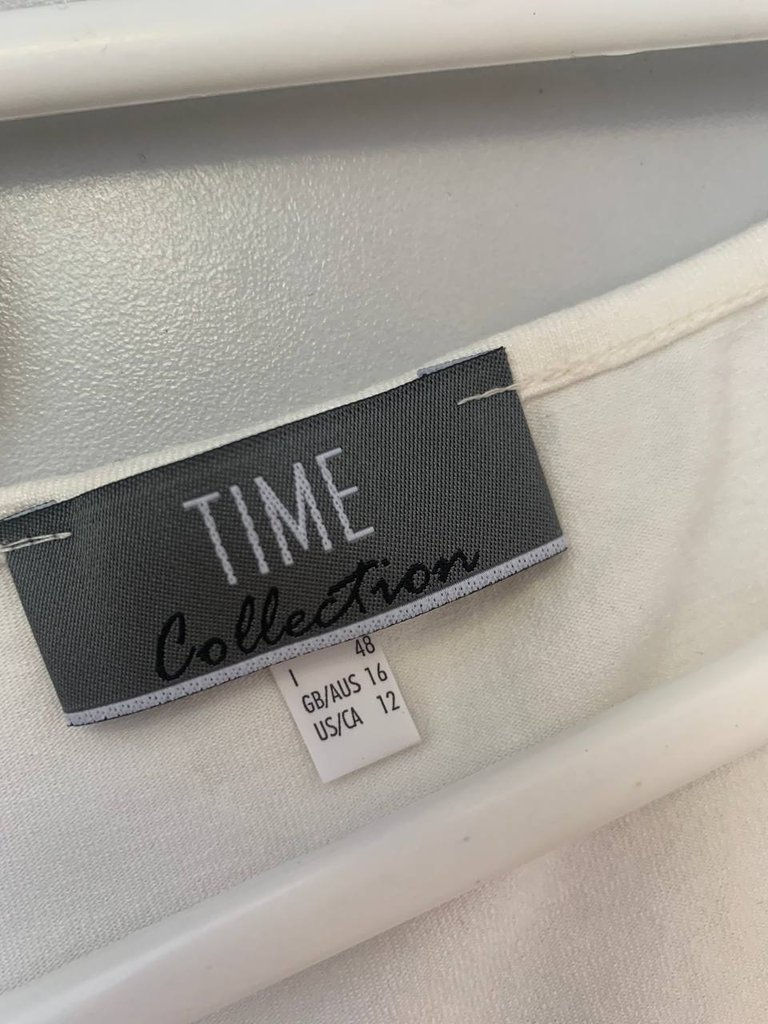 TIME
Collection
I 48
GB/AUS 16
US/CA 12